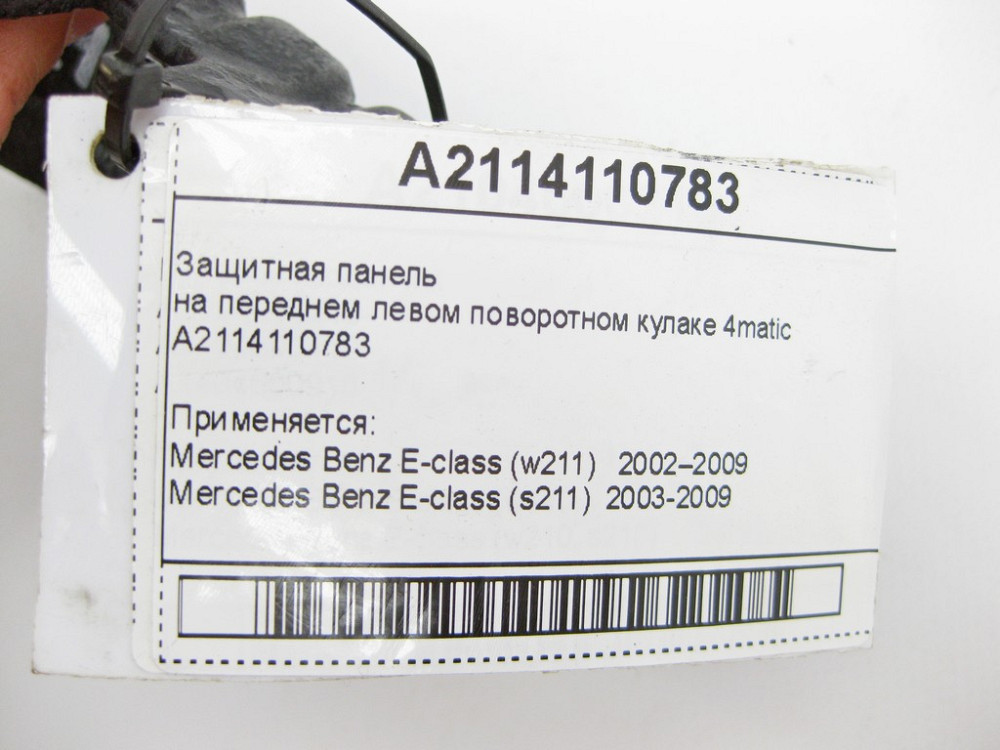 A2114110783
Защитная панель
на переднем левом поворотном кулаке 4matic
A2114110783
Применяется:
Mercedes Benz E-class (w211) 2002–2009
Mercedes Benz E-class (s211) 2003-2009